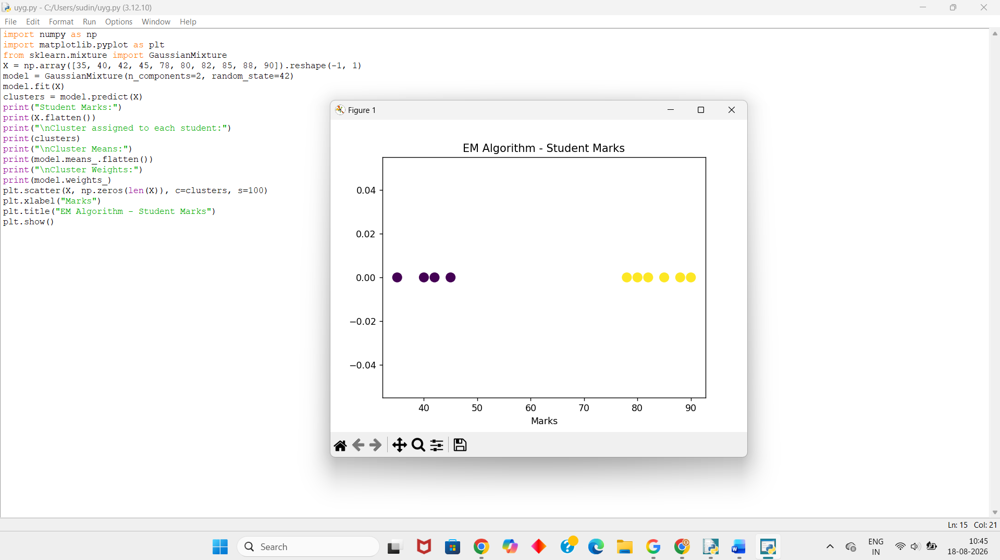 uyg.py - C:/Users/sudin/uyg.py (3.12.10)
File Edit Format Run Options Window Help
import numpy as np
import matplotlib.pyplot as plt
from sklearn.mixture import GaussianMixture
X = np.array([35, 40, 42, 45, 78, 80, 82, 85, 88, 90]).reshape(-1, 1)
model = GaussianMixture(n_components=2, random_state=42)
model.fit(X)
clusters = model.predict(X)
print("Student Marks:")
print(X.flatten())
print("\nCluster assigned to each student:")
print(clusters)
print("\nCluster Means:")
print(model.means_.flatten())
print("\nCluster Weights:")
print(model.weights_)
plt.scatter(X, np.zeros(len(X)), c=clusters, s=100)
plt.xlabel("Marks")
plt.title("EM Algorithm - Student Marks")
plt.show()
Figure 1
EM Algorithm - Student Marks
0.04
0.02
0.00
−0.02
−0.04
40 50 60 70 80 90
Marks
Ln: 15 Col: 21
Search
ENG
IN
10:45
18-08-2026